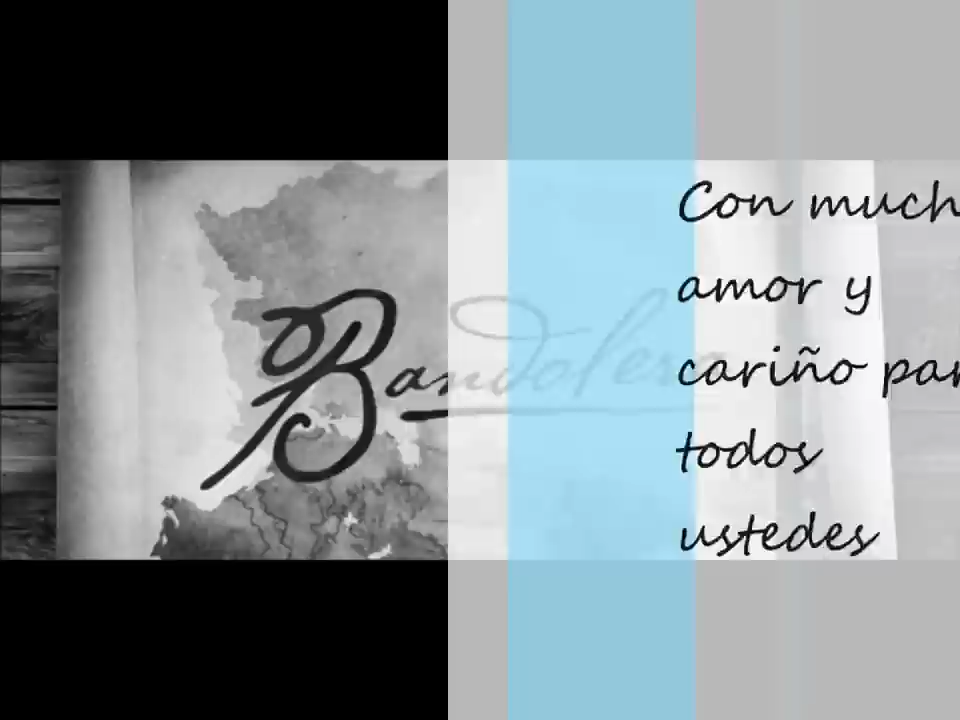 Bandolera
Con much
amor y
cariño par
todos
ustedes